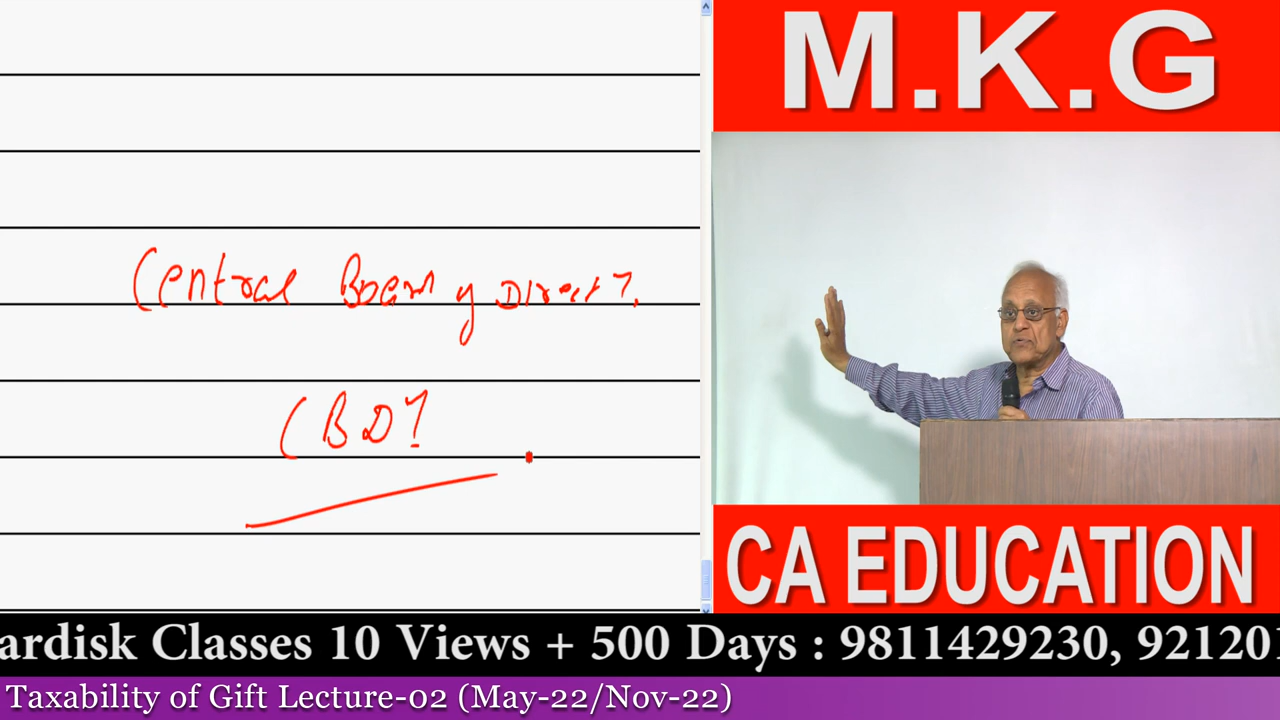 M.K.G
Central Board of Direct T.
CBDT
CA EDUCATION
ardisk Classes 10 Views + 500 Days : 9811429230, 92120
Taxability of Gift Lecture-02 (May-22/Nov-22)